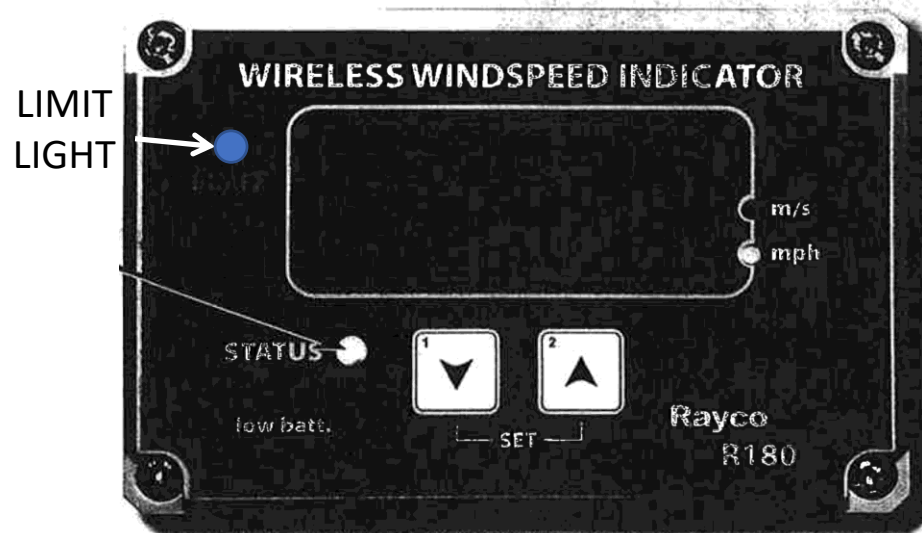 WIRELESS WINDSPEED INDICATOR
LIMIT
LIGHT
m/s
mph
STATUS
1
2
low batt.
SET
Rayco
R180